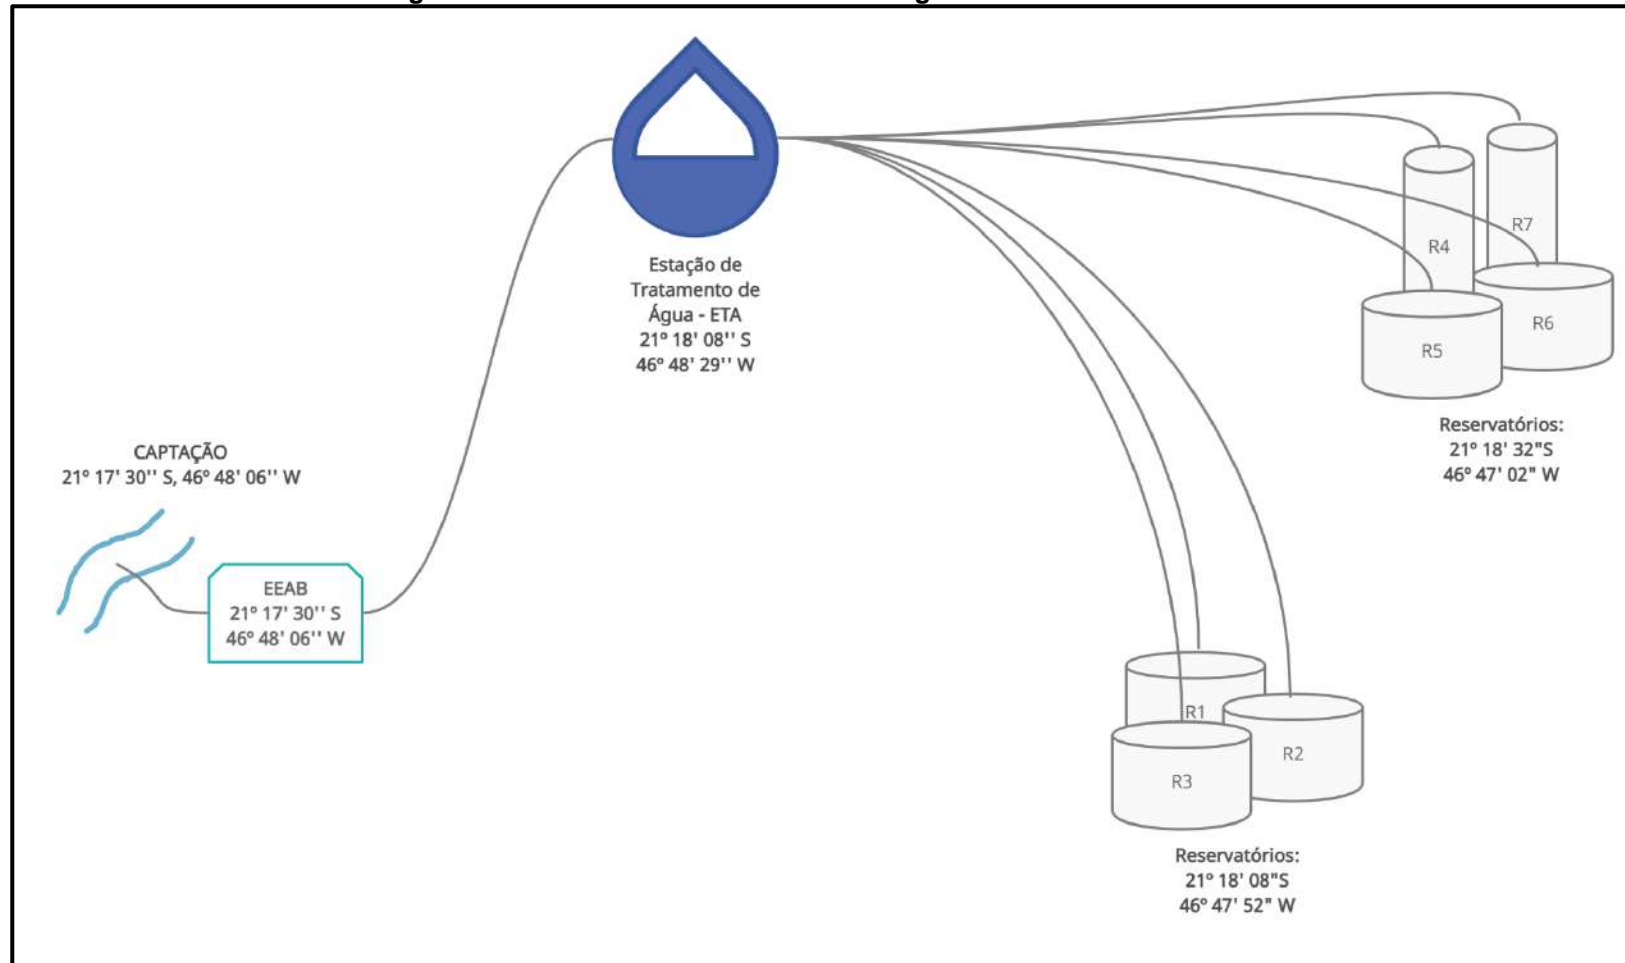 Estação de
Tratamento de
Água - ETA
21º 18' 08'' S
46º 48' 29'' W
CAPTAÇÃO
21º 17' 30'' S, 46º 48' 06'' W
EEAB
21º 17' 30'' S
46º 48' 06'' W
R7
R4
R6
R5
Reservatórios:
21º 18' 32"S
46º 47' 02" W
R1
R2
R3
Reservatórios:
21º 18' 08"S
46º 47' 52" W